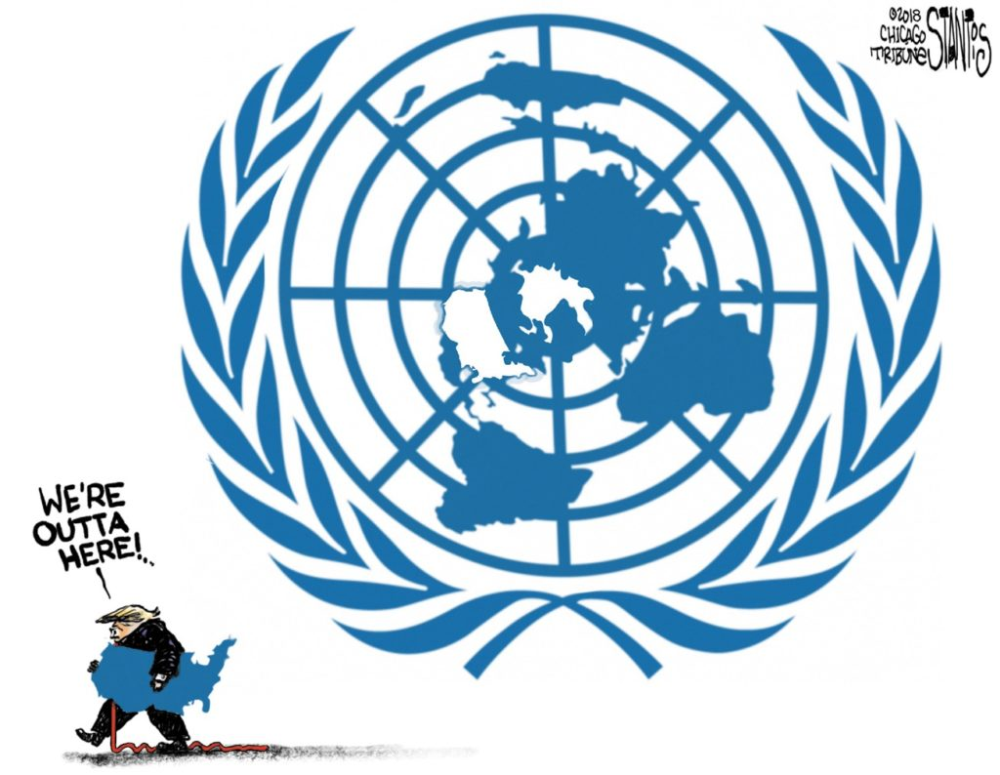 ©2018
CHICAGO
TRIBUNE
STANTIS
WE'RE
OUTTA
HERE!..